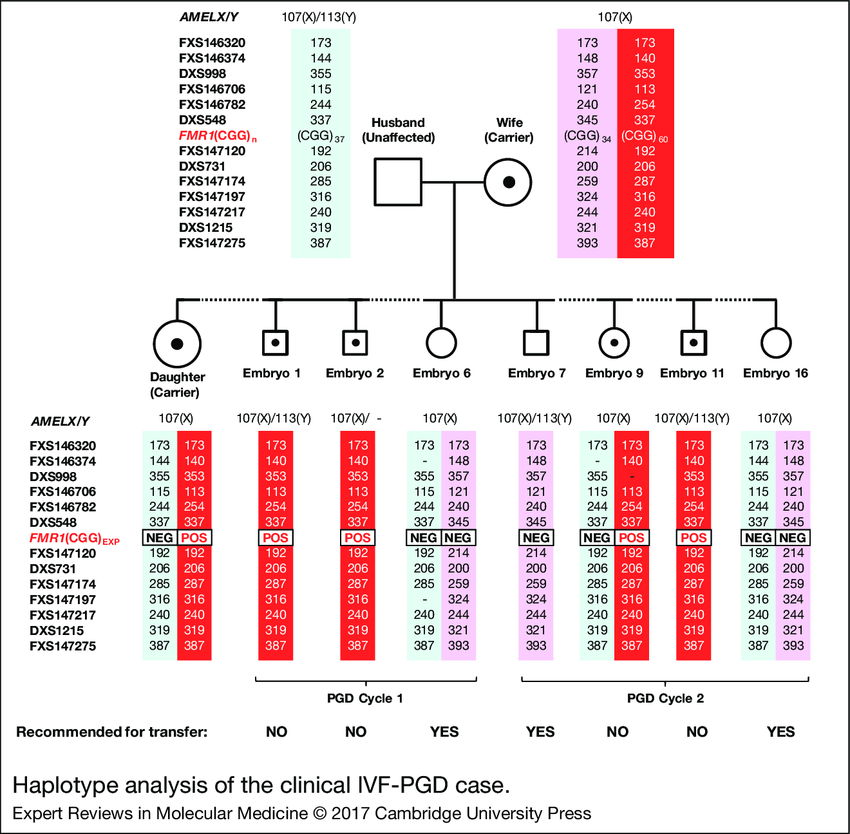 AMELX/Y 107(X)/113(Y) 107(X)
FXS146320 173 173 173
FXS146374 144 148 140
DXS998 355 357 353
FXS146706 115 121 113
FXS146782 244 240 254
DXS548 337 345 337
FMR1(CGG)n (CGG)37 (CGG)34 (CGG)60
FXS147120 192 214 192
DXS731 206 200 206
FXS147174 285 259 287
FXS147197 316 324 316
FXS147217 240 244 240
DXS1215 319 321 319
FXS147275 387 393 387
Husband
(Unaffected)
Wife
(Carrier)
Daughter
(Carrier)
Embryo 1 Embryo 2 Embryo 6 Embryo 7 Embryo 9 Embryo 11 Embryo 16
AMELX/Y 107(X) 107(X)/113(Y) 107(X)/ - 107(X) 107(X)/113(Y) 107(X) 107(X)/113(Y) 107(X)
FXS146320 173 173 173 173 173 173 173 173 173 173 173 173
FXS146374 144 140 140 140 - 148 148 - 140 140 144 148
DXS998 355 353 353 353 355 357 357 355 - 353 355 357
FXS146706 115 113 113 113 115 121 121 115 113 113 115 121
FXS146782 244 254 254 254 244 240 240 244 254 254 244 240
DXS548 337 337 337 337 337 345 345 337 337 337 337 345
FMR1(CGG)EXP NEG POS POS POS NEG NEG NEG NEG POS POS NEG NEG
FXS147120 192 192 192 192 192 214 214 192 192 192 192 214
DXS731 206 206 206 206 206 200 200 206 206 206 206 200
FXS147174 285 287 287 287 285 259 259 285 287 287 285 259
FXS147197 316 316 316 316 - 324 324 316 316 316 316 324
FXS147217 240 240 240 240 240 244 244 240 240 240 240 244
DXS1215 319 319 319 319 319 321 321 319 319 319 319 321
FXS147275 387 387 387 387 387 393 393 387 387 387 387 393
PGD Cycle 1 PGD Cycle 2
Recommended for transfer: NO NO YES YES NO NO YES
Haplotype analysis of the clinical IVF-PGD case.
Expert Reviews in Molecular Medicine © 2017 Cambridge University Press